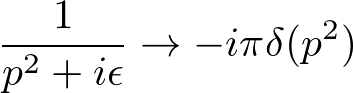 \frac{1}{p^2 + i\epsilon} \to -i\pi\delta(p^2)